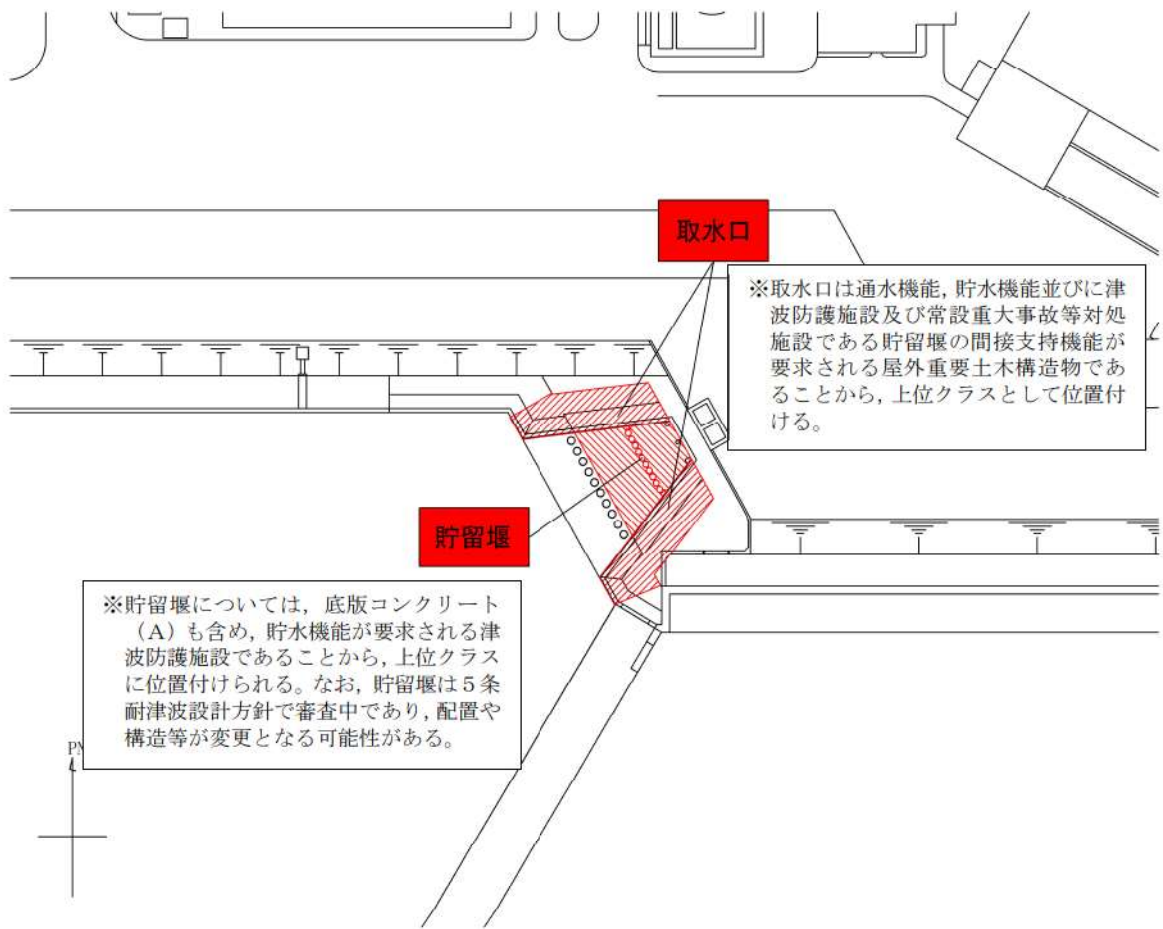 取水口
※取水口は通水機能，貯水機能並びに津
波防護施設及び常設重大事故等対処
施設である貯留堰の間接支持機能が
要求される屋外重要土木構造物であ
ることから，上位クラスとして位置付
ける。
貯留堰
※貯留堰については，底版コンクリート
（A）も含め，貯水機能が要求される津
波防護施設であることから，上位クラス
に位置付けられる。なお，貯留堰は５条
耐津波設計方針で審査中であり，配置や
構造等が変更となる可能性がある。